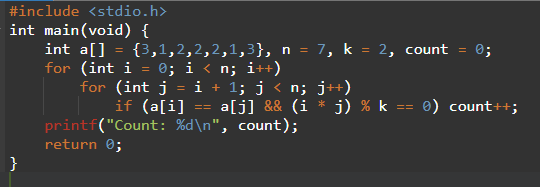 #include <stdio.h>
int main(void) {
    int a[] = {3,1,2,2,2,1,3}, n = 7, k = 2, count = 0;
    for (int i = 0; i < n; i++)
        for (int j = i + 1; j < n; j++)
            if (a[i] == a[j] && (i * j) % k == 0) count++;
    printf("Count: %d\n", count);
    return 0;
}